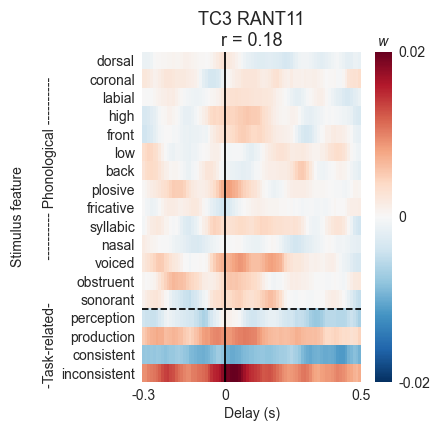 TC3 RANT11
r = 0.18
w
dorsal
coronal
labial
high
front
low
back
plosive
fricative
syllabic
nasal
voiced
obstruent
sonorant
perception
production
consistent
inconsistent
Stimulus feature
---------- Phonological ----------
-Task-related-
-0.3 0 0.5
Delay (s)
0.02
0
-0.02